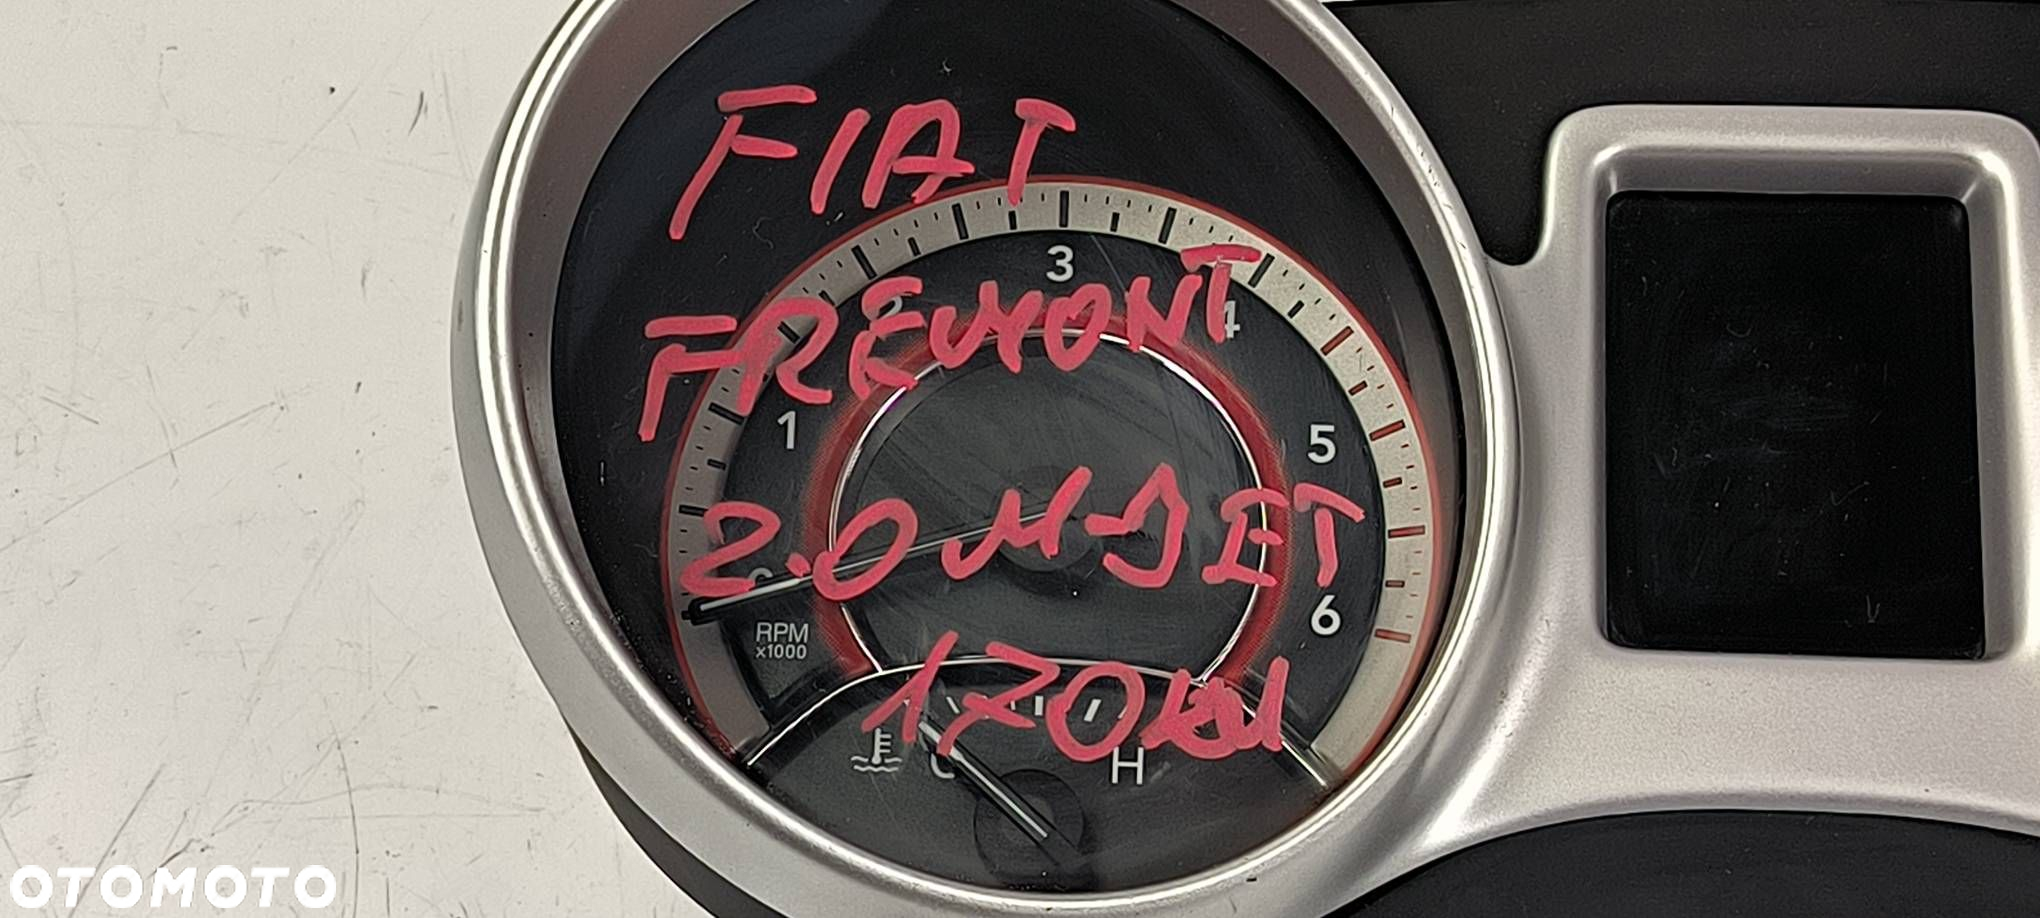 FIAT
3
FREMONT
4
1
5
2.0 M-JET
6
RPM
x1000
170KM
C H
OTOMOTO